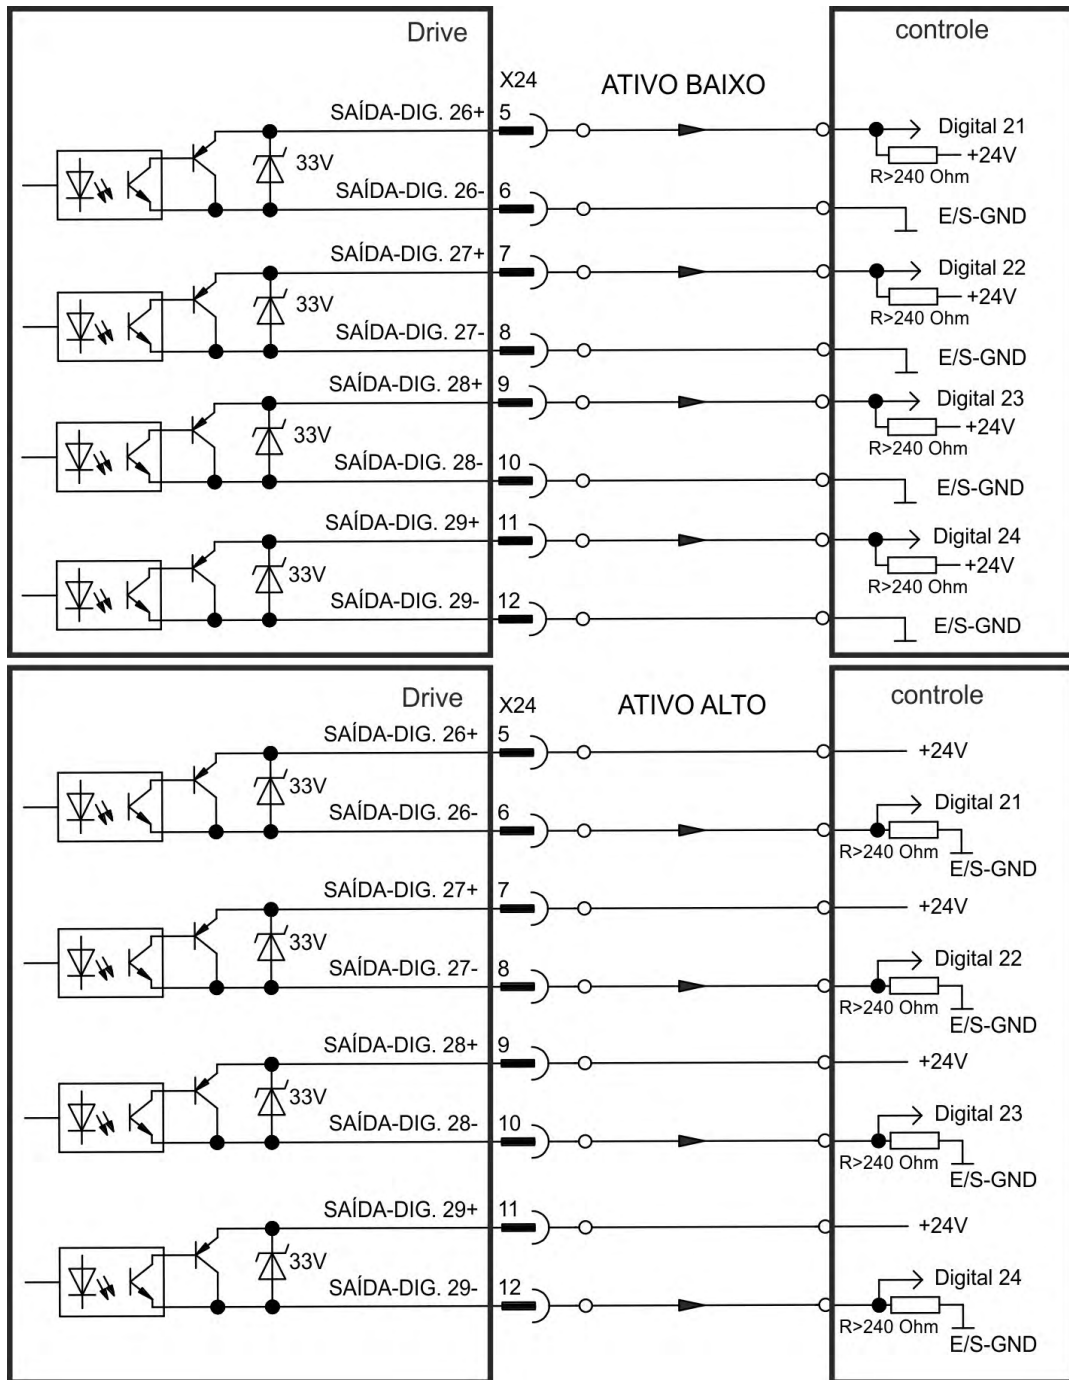 Drive
controle
X24
ATIVO BAIXO
SAÍDA-DIG. 26+
5
Digital 21
33V
+24V
R>240 Ohm
SAÍDA-DIG. 26-
6
E/S-GND
SAÍDA-DIG. 27+
7
Digital 22
33V
+24V
R>240 Ohm
SAÍDA-DIG. 27-
8
E/S-GND
SAÍDA-DIG. 28+
9
Digital 23
33V
+24V
R>240 Ohm
SAÍDA-DIG. 28-
10
E/S-GND
SAÍDA-DIG. 29+
11
Digital 24
33V
+24V
R>240 Ohm
SAÍDA-DIG. 29-
12
E/S-GND
Drive
controle
X24
ATIVO ALTO
SAÍDA-DIG. 26+
5
+24V
33V
SAÍDA-DIG. 26-
6
Digital 21
R>240 Ohm
E/S-GND
SAÍDA-DIG. 27+
7
+24V
33V
SAÍDA-DIG. 27-
8
Digital 22
R>240 Ohm
E/S-GND
SAÍDA-DIG. 28+
9
+24V
33V
SAÍDA-DIG. 28-
10
Digital 23
R>240 Ohm
E/S-GND
SAÍDA-DIG. 29+
11
+24V
33V
SAÍDA-DIG. 29-
12
Digital 24
R>240 Ohm
E/S-GND